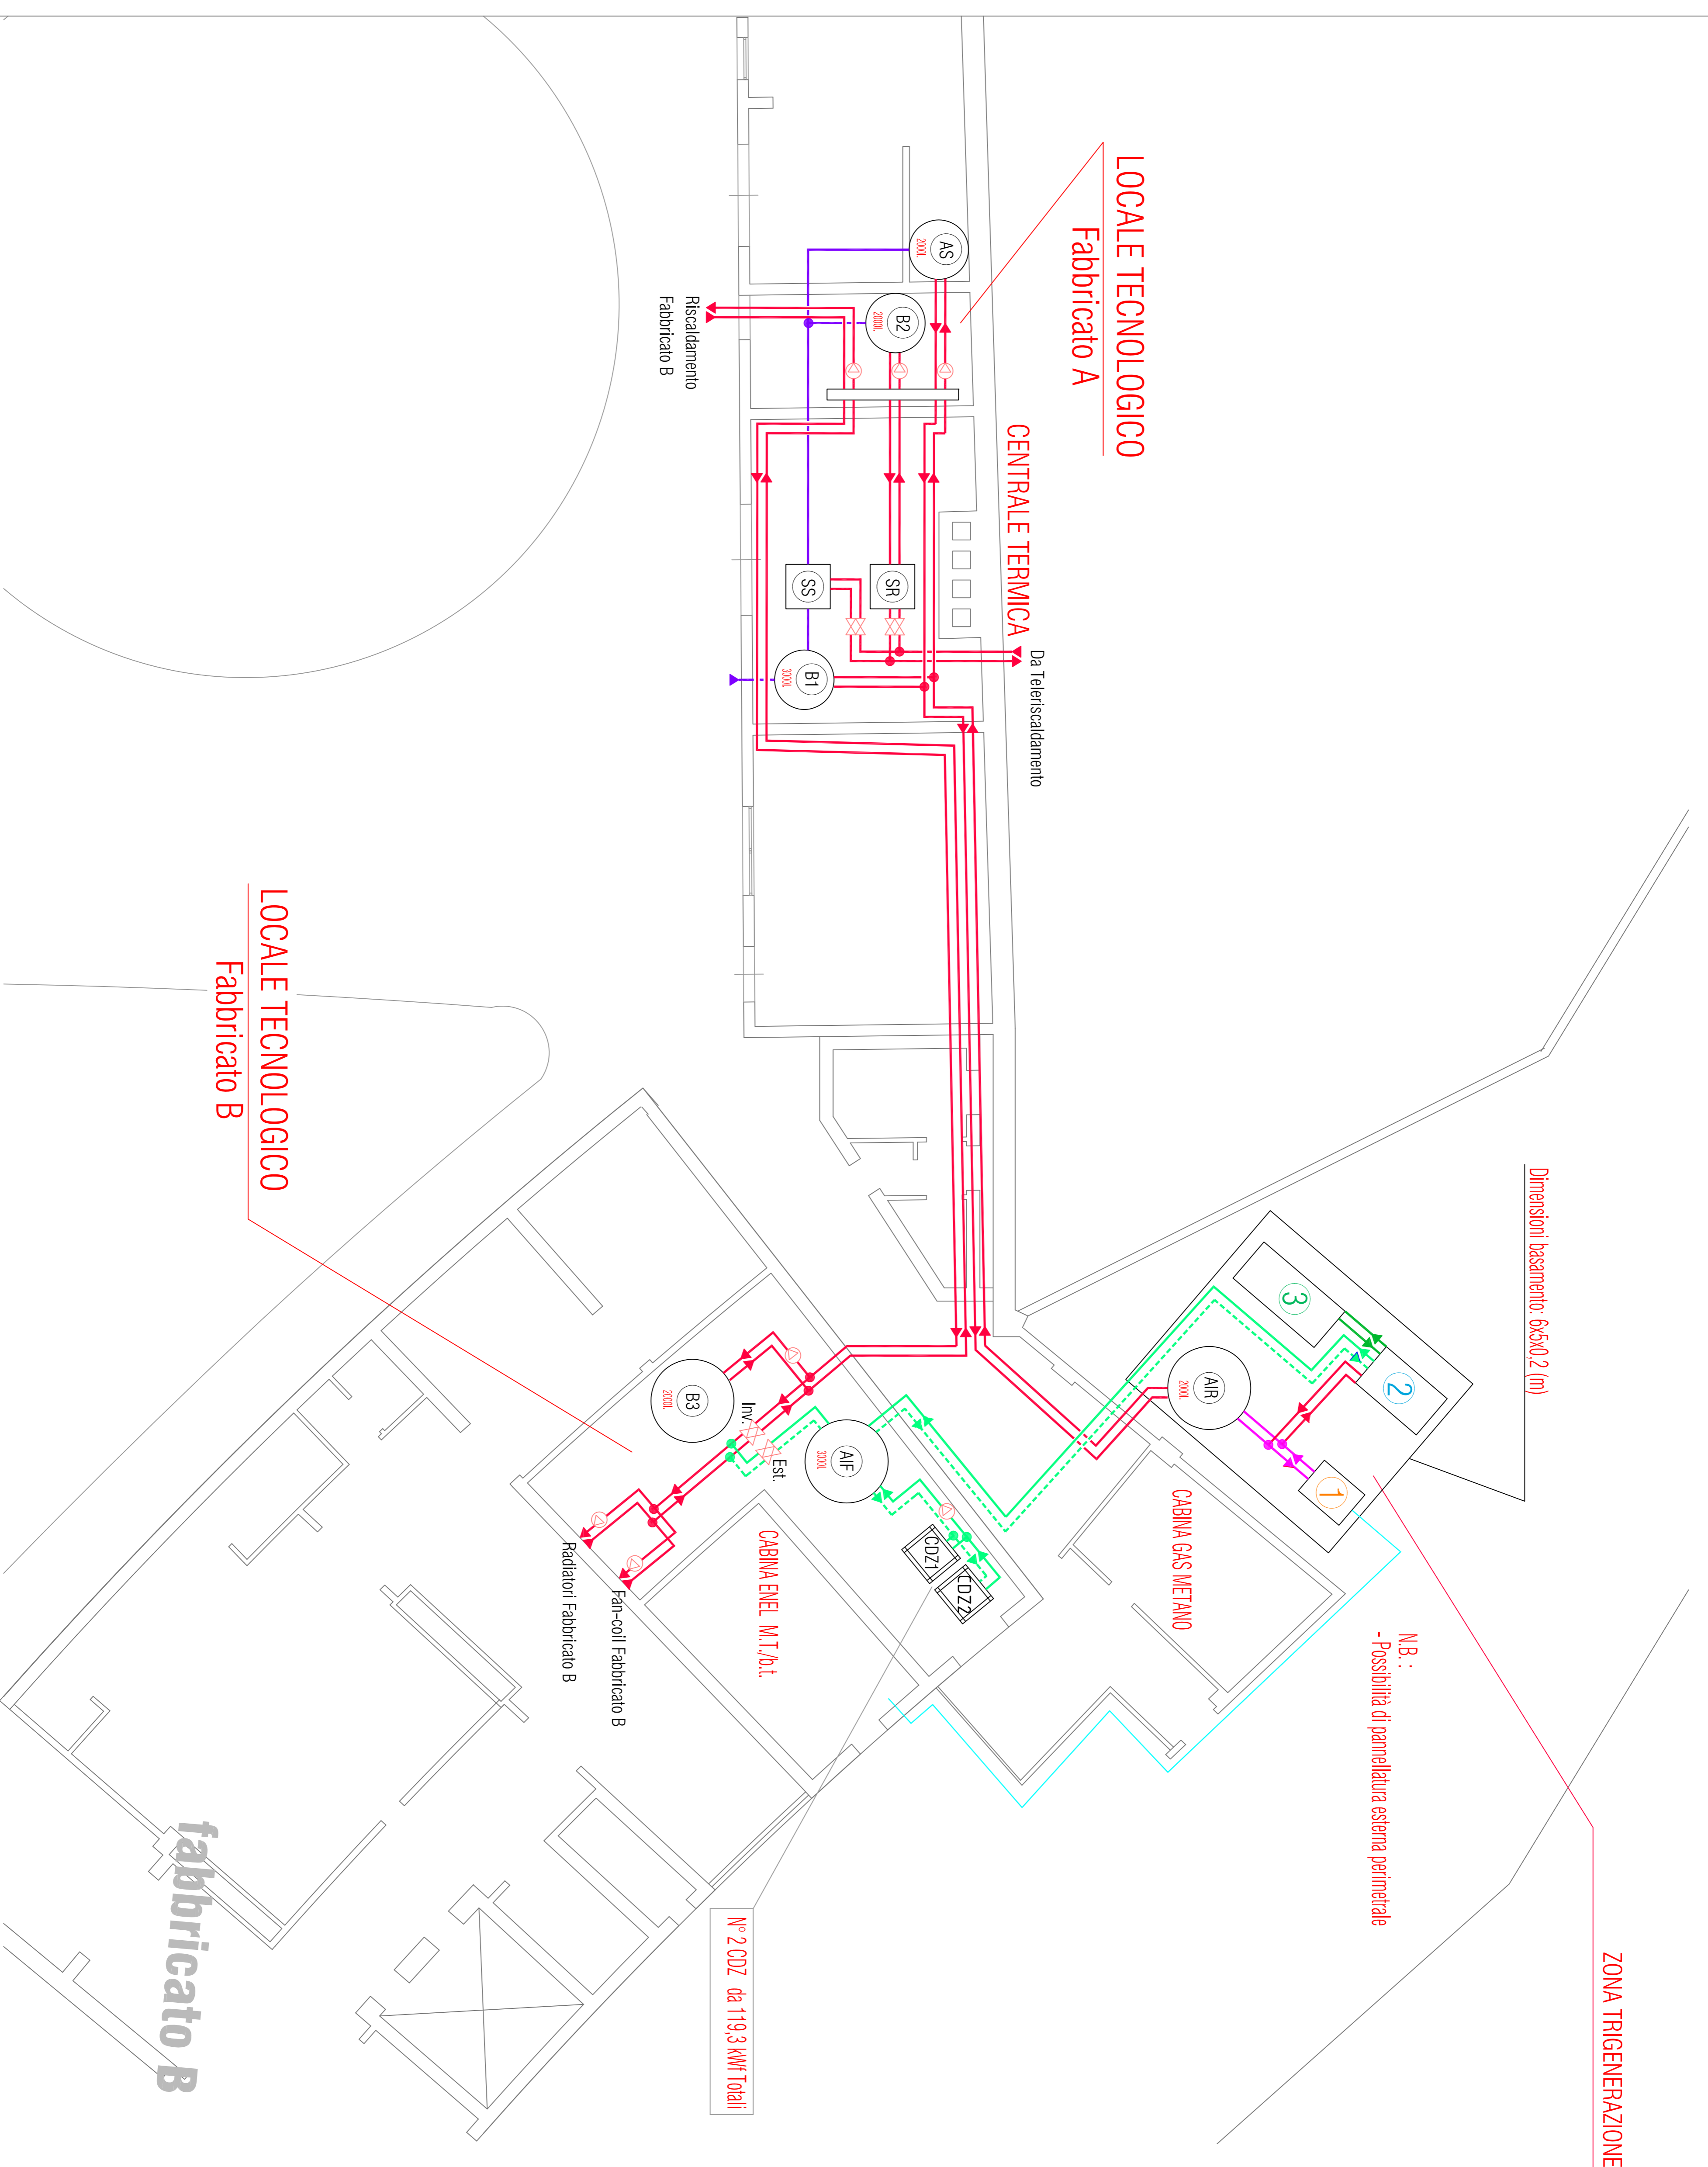 LOCALE TECNOLOGICO
Fabbricato A
CENTRALE TERMICA
Da Teleriscaldamento
AS
2000l.
B2
2000l.
Riscaldamento
Fabbricato B
SR
SS
B1
3000l.
LOCALE TECNOLOGICO
Fabbricato B
Dimensioni basamento: 6x5x0,2 (m)
3
2
1
AIR
2000l.
B3
2000l.
Inv.
Est.
AIF
3000l.
CDZ1
CDZ2
CABINA GAS METANO
CABINA ENEL M.T./b.t.
Radiatori Fabbricato B
Fan-coil Fabbricato B
N.B. :
- Possibilità di pannellatura esterna perimetrale
N° 2 CDZ da 119,3 kWf Totali
ZONA TRIGENERAZIONE
fabbricato B